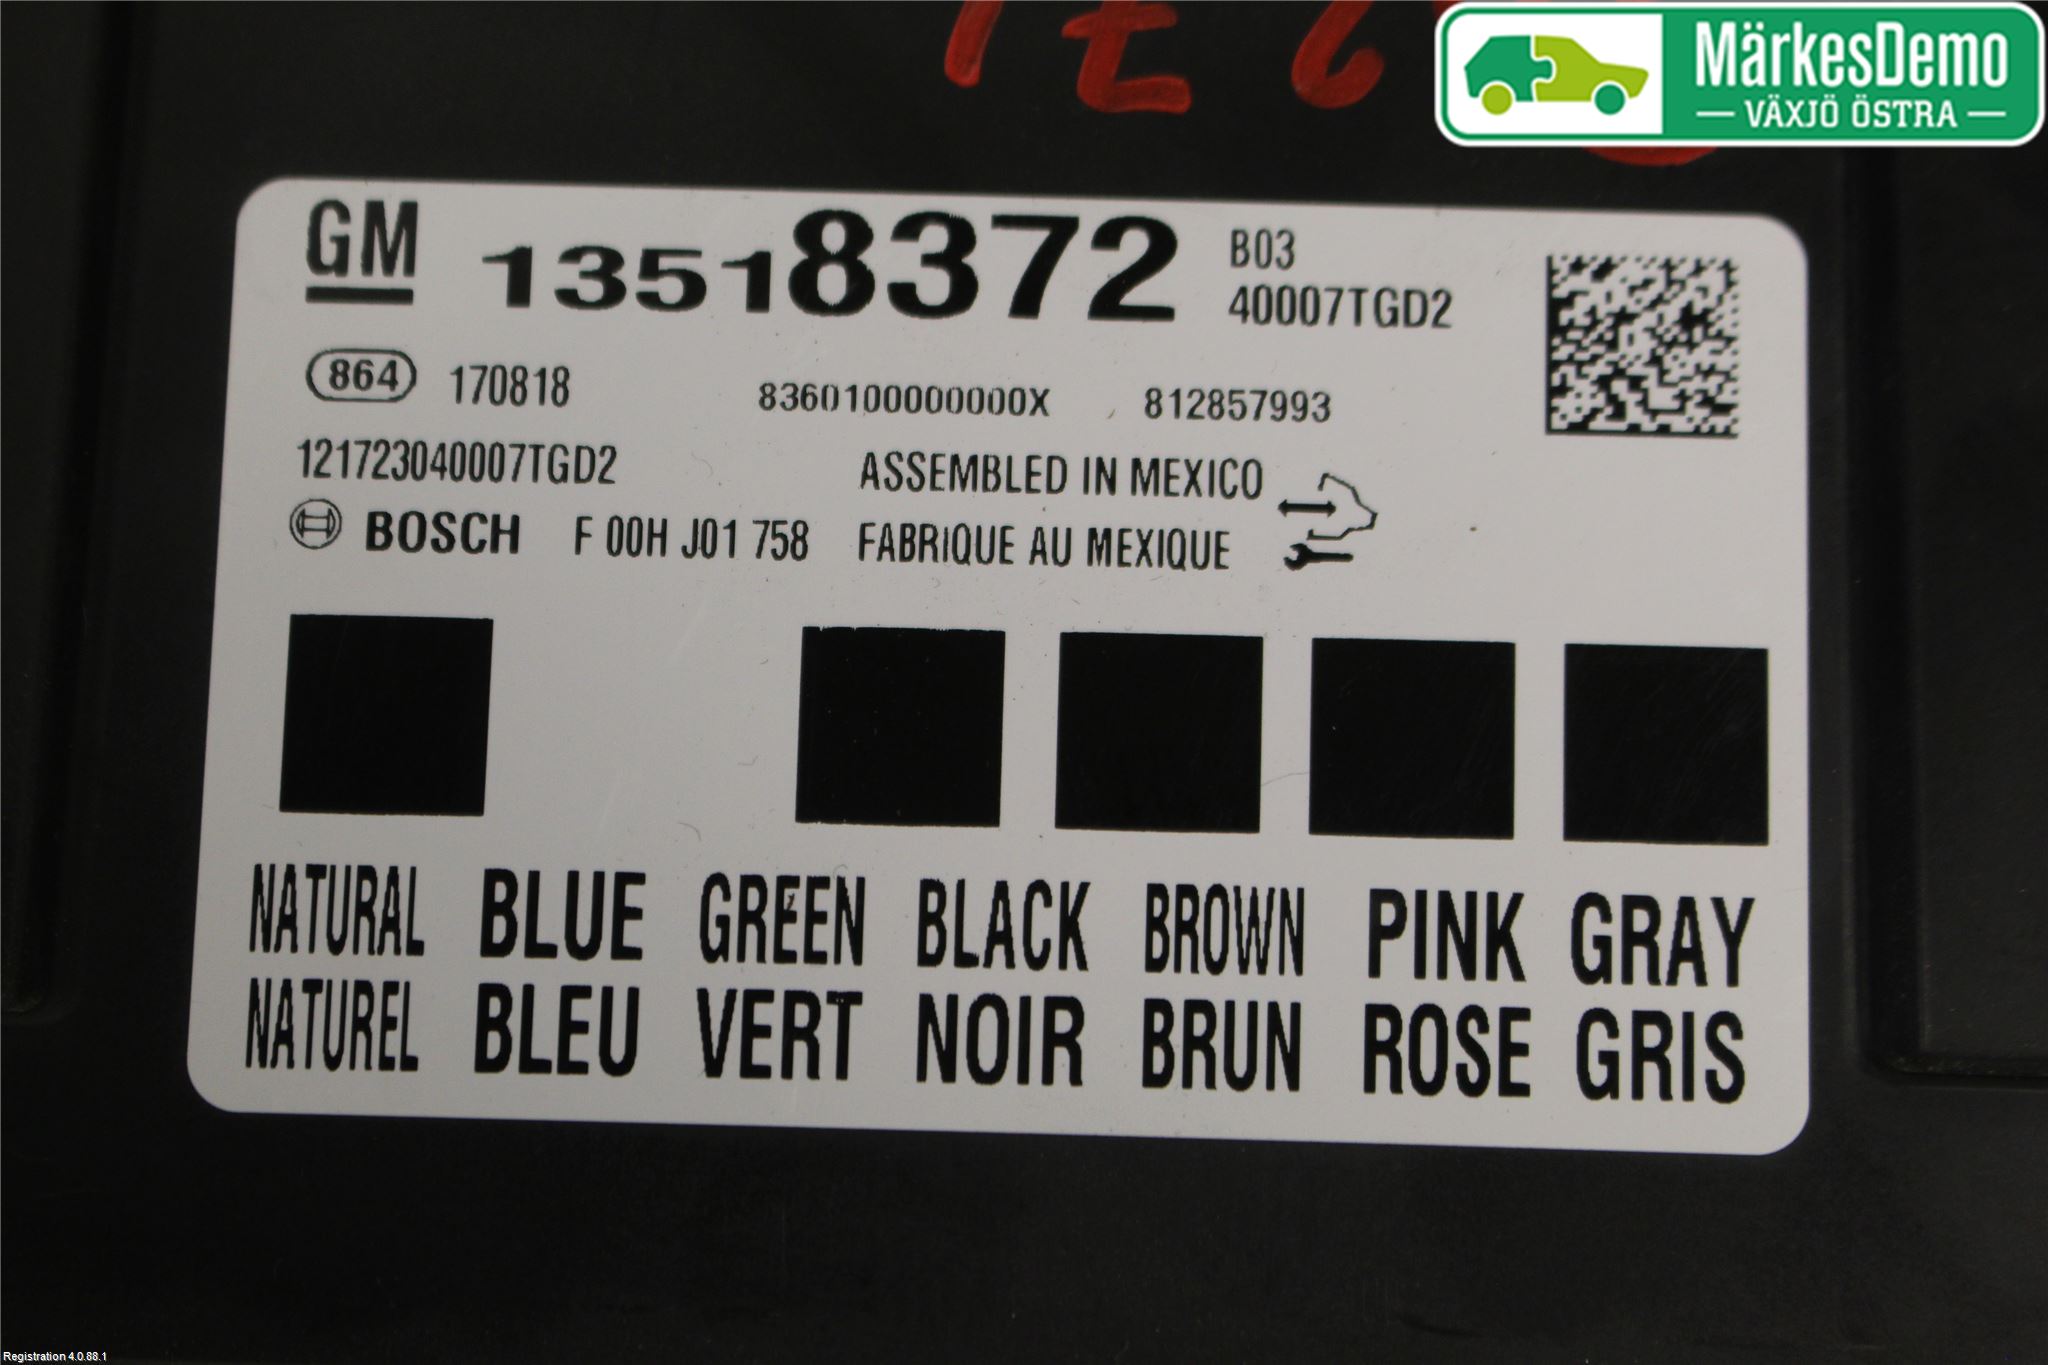 MärkesDemo
VÄXJÖ ÖSTRA
GM 13518372 B03
40007TGD2
864 170818 8360100000000X 812857993
121723040007TGD2 ASSEMBLED IN MEXICO
BOSCH F 00H J01 758 FABRIQUE AU MEXIQUE
NATURAL BLUE GREEN BLACK BROWN PINK GRAY
NATUREL BLEU VERT NOIR BRUN ROSE GRIS
Registration 4.0.88.1